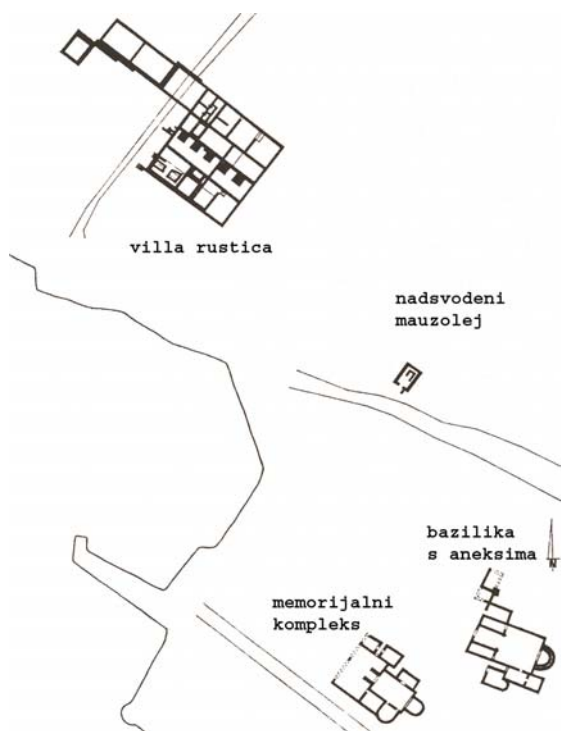 villa rustica
nadsvodeni
mauzolej
bazilika
s aneksima
N
memorijalni
kompleks